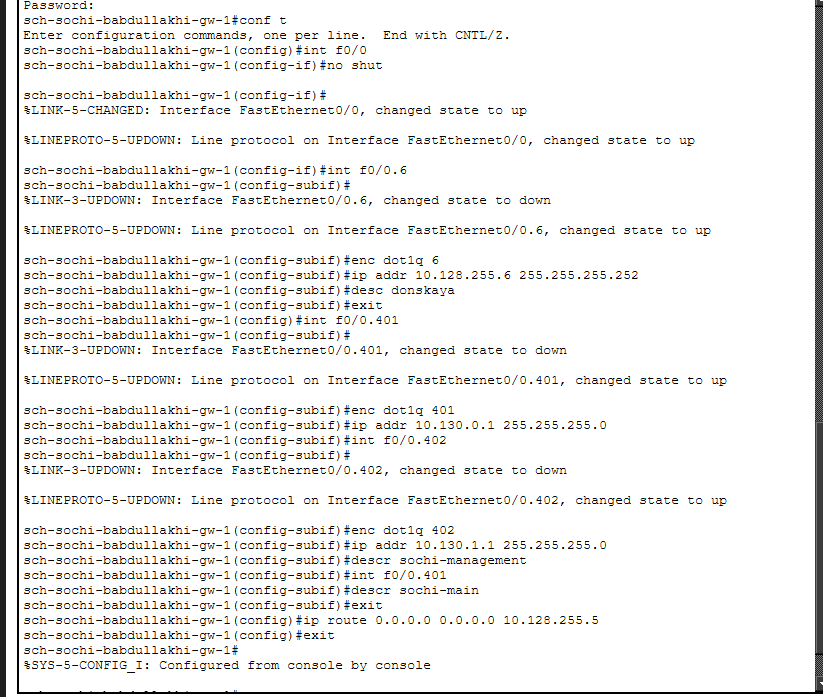 Password:
sch-sochi-babdullakhi-gw-1#conf t
Enter configuration commands, one per line.  End with CNTL/Z.
sch-sochi-babdullakhi-gw-1(config)#int f0/0
sch-sochi-babdullakhi-gw-1(config-if)#no shut
sch-sochi-babdullakhi-gw-1(config-if)#
%LINK-5-CHANGED: Interface FastEthernet0/0, changed state to up
%LINEPROTO-5-UPDOWN: Line protocol on Interface FastEthernet0/0, changed state to up
sch-sochi-babdullakhi-gw-1(config-if)#int f0/0.6
sch-sochi-babdullakhi-gw-1(config-subif)#
%LINK-3-UPDOWN: Interface FastEthernet0/0.6, changed state to down
%LINEPROTO-5-UPDOWN: Line protocol on Interface FastEthernet0/0.6, changed state to up
sch-sochi-babdullakhi-gw-1(config-subif)#enc dot1q 6
sch-sochi-babdullakhi-gw-1(config-subif)#ip addr 10.128.255.6 255.255.255.252
sch-sochi-babdullakhi-gw-1(config-subif)#desc donskaya
sch-sochi-babdullakhi-gw-1(config-subif)#exit
sch-sochi-babdullakhi-gw-1(config)#int f0/0.401
sch-sochi-babdullakhi-gw-1(config-subif)#
%LINK-3-UPDOWN: Interface FastEthernet0/0.401, changed state to down
%LINEPROTO-5-UPDOWN: Line protocol on Interface FastEthernet0/0.401, changed state to up
sch-sochi-babdullakhi-gw-1(config-subif)#enc dot1q 401
sch-sochi-babdullakhi-gw-1(config-subif)#ip addr 10.130.0.1 255.255.255.0
sch-sochi-babdullakhi-gw-1(config-subif)#int f0/0.402
sch-sochi-babdullakhi-gw-1(config-subif)#
%LINK-3-UPDOWN: Interface FastEthernet0/0.402, changed state to down
%LINEPROTO-5-UPDOWN: Line protocol on Interface FastEthernet0/0.402, changed state to up
sch-sochi-babdullakhi-gw-1(config-subif)#enc dot1q 402
sch-sochi-babdullakhi-gw-1(config-subif)#ip addr 10.130.1.1 255.255.255.0
sch-sochi-babdullakhi-gw-1(config-subif)#descr sochi-management
sch-sochi-babdullakhi-gw-1(config-subif)#int f0/0.401
sch-sochi-babdullakhi-gw-1(config-subif)#descr sochi-main
sch-sochi-babdullakhi-gw-1(config-subif)#exit
sch-sochi-babdullakhi-gw-1(config)#ip route 0.0.0.0 0.0.0.0 10.128.255.5
sch-sochi-babdullakhi-gw-1(config)#exit
sch-sochi-babdullakhi-gw-1#
%SYS-5-CONFIG_I: Configured from console by console